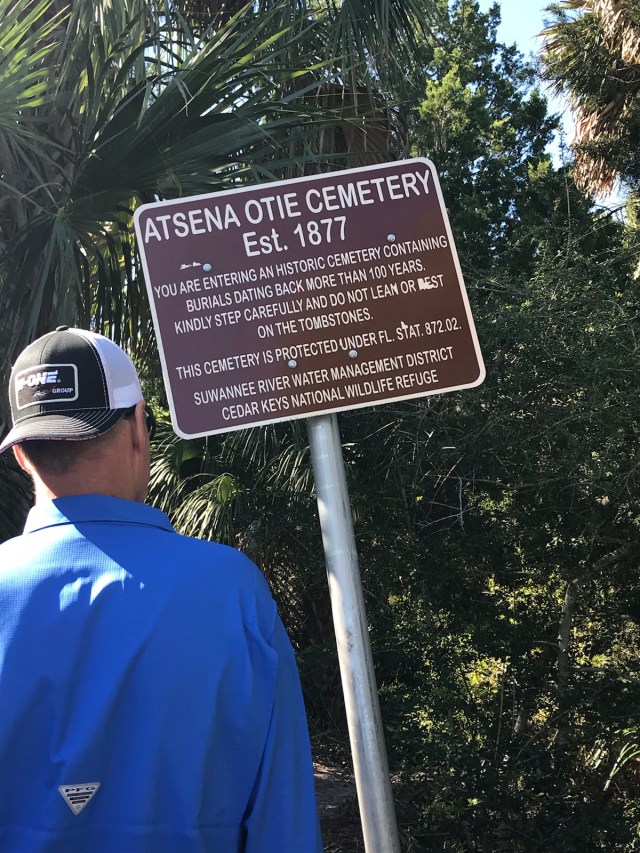 ATSENA OTIE CEMETERY
Est. 1877
YOU ARE ENTERING AN HISTORIC CEMETERY CONTAINING
BURIALS DATING BACK MORE THAN 100 YEARS.
KINDLY STEP CAREFULLY AND DO NOT LEAN OR REST
ON THE TOMBSTONES.
THIS CEMETERY IS PROTECTED UNDER FL. STAT. 872.02.
SUWANNEE RIVER WATER MANAGEMENT DISTRICT
CEDAR KEYS NATIONAL WILDLIFE REFUGE
GROUP
PFG